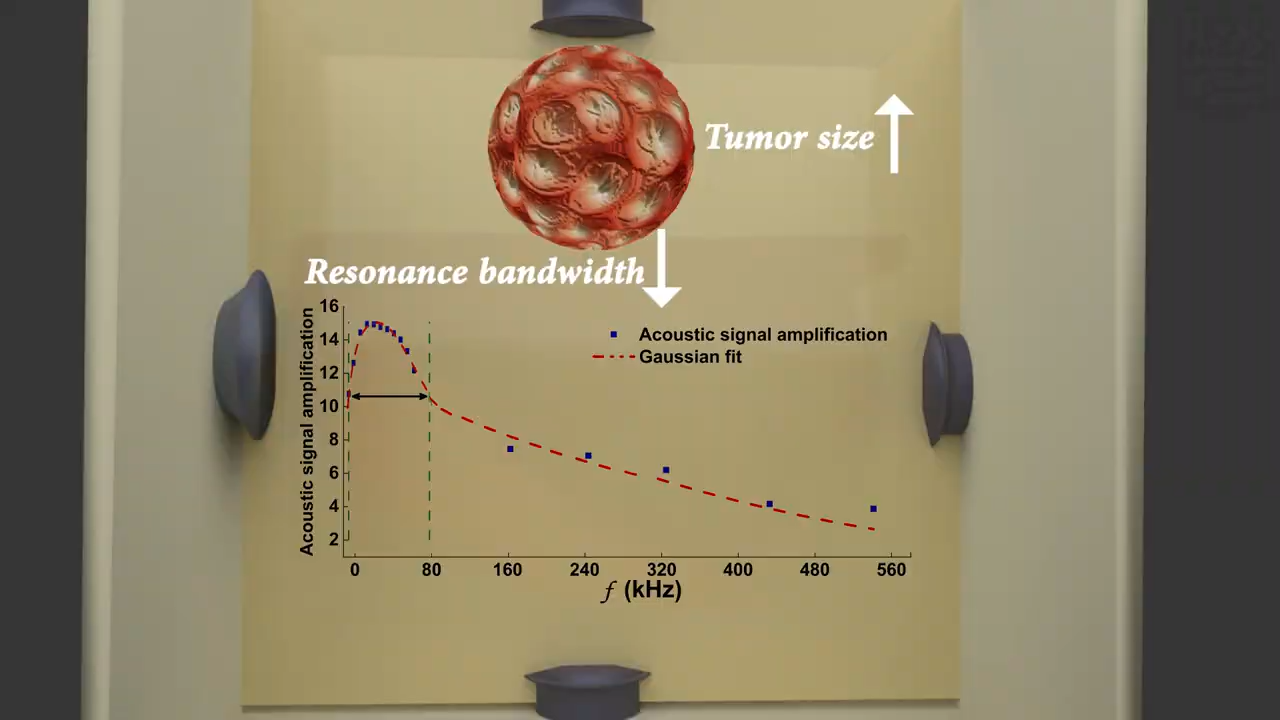 Tumor size
Resonance bandwidth
Acoustic signal amplification
16
14
12
10
8
6
4
2
Acoustic signal amplification
Gaussian fit
0 80 160 240 320 400 480 560
f (kHz)